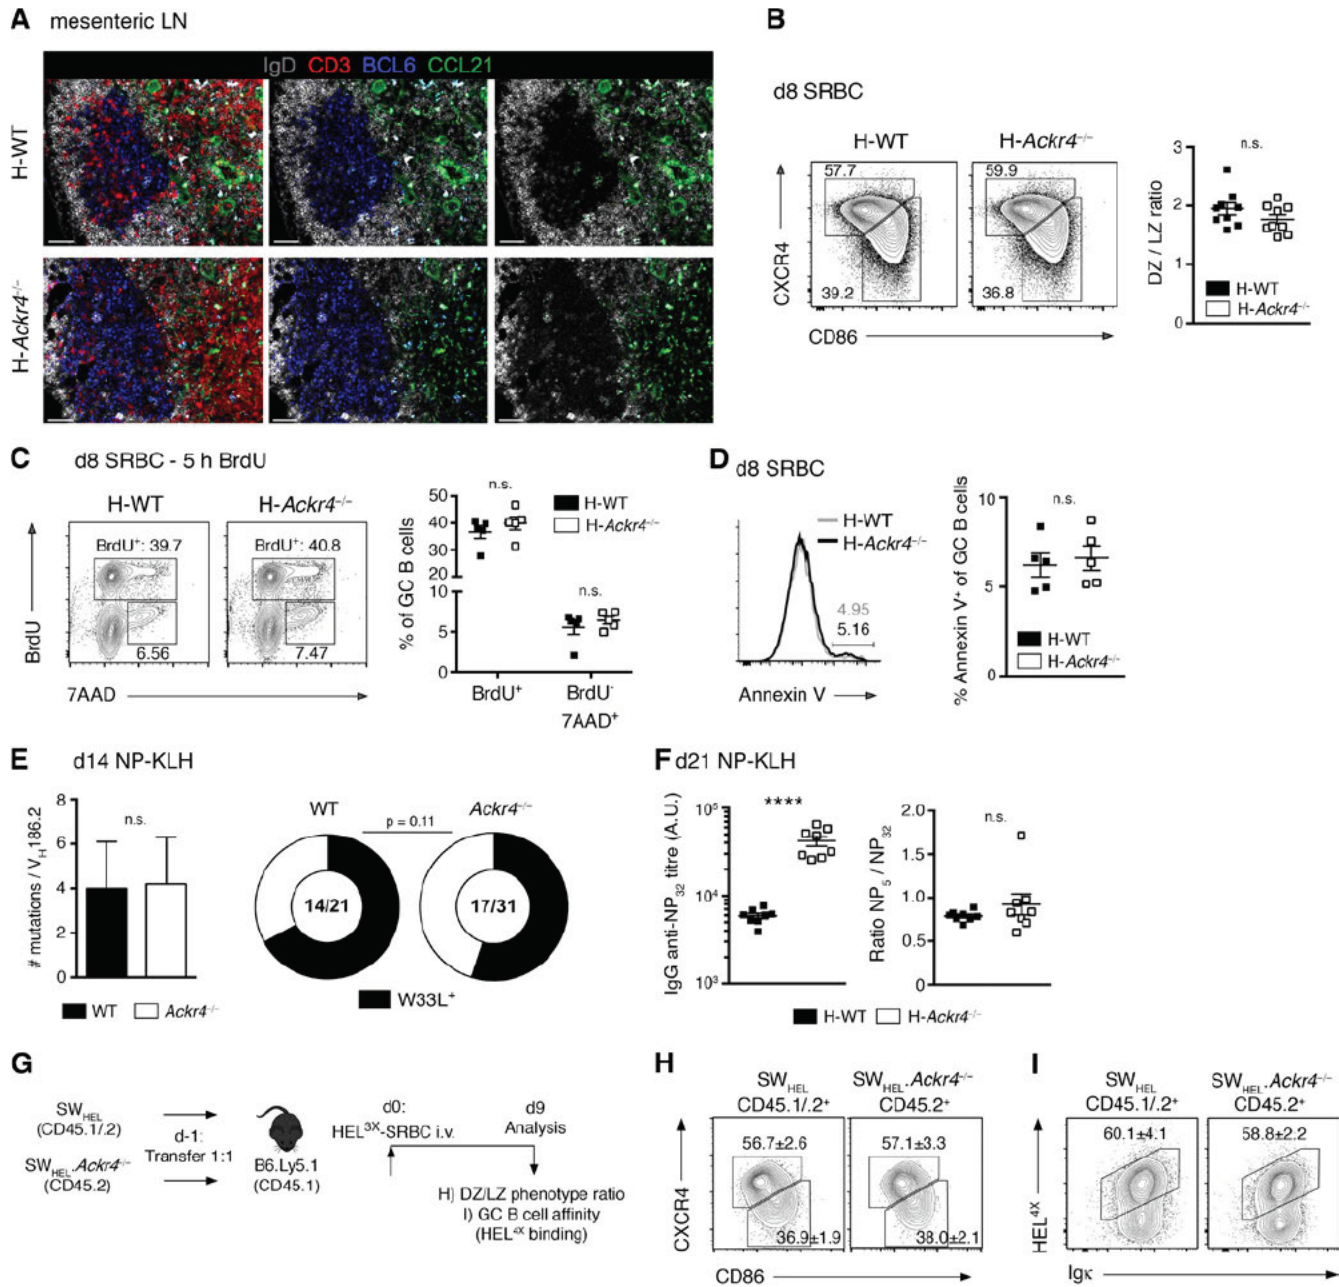 A mesenteric LN
IgD CD3 BCL6 CCL21
H-WT
H-Ackr4–/–
B
d8 SRBC
H-WT
H-Ackr4–/–
57.7
59.9
39.2
36.8
CXCR4
CD86
n.s.
DZ / LZ ratio
3
2
1
0
H-WT
H-Ackr4–/–
C d8 SRBC - 5 h BrdU
H-WT
H-Ackr4–/–
BrdU+: 39.7
BrdU+: 40.8
6.56
7.47
BrdU
7AAD
% of GC B cells
50
40
30
20
10
5
0
n.s.
n.s.
H-WT
H-Ackr4–/–
BrdU+
BrdU-
7AAD+
D d8 SRBC
H-WT
H-Ackr4–/–
4.95
5.16
Annexin V
% Annexin V+ of GC B cells
10
5
0
n.s.
H-WT
H-Ackr4–/–
E d14 NP-KLH
# mutations / VH186.2
8
6
4
2
0
n.s.
WT
Ackr4–/–
WT
Ackr4–/–
p = 0.11
14/21
17/31
W33L+
F d21 NP-KLH
IgG anti-NP32 titre (A.U.)
10^5
10^4
10^3
****
Ratio NP5 / NP32
2.0
1.5
1.0
0.5
0
n.s.
H-WT
H-Ackr4–/–
G
SWHEL
(CD45.1/.2)
SWHEL.Ackr4–/–
(CD45.2)
d-1:
Transfer 1:1
B6.Ly5.1
(CD45.1)
d0:
HEL3X-SRBC i.v.
d9
Analysis
H) DZ/LZ phenotype ratio
I) GC B cell affinity
(HEL4X binding)
H
SWHEL
CD45.1/.2+
SWHEL.Ackr4–/–
CD45.2+
56.7±2.6
57.1±3.3
36.9±1.9
38.0±2.1
CXCR4
CD86
I
SWHEL
CD45.1/.2+
SWHEL.Ackr4–/–
CD45.2+
60.1±4.1
58.8±2.2
HEL4X
Igκ